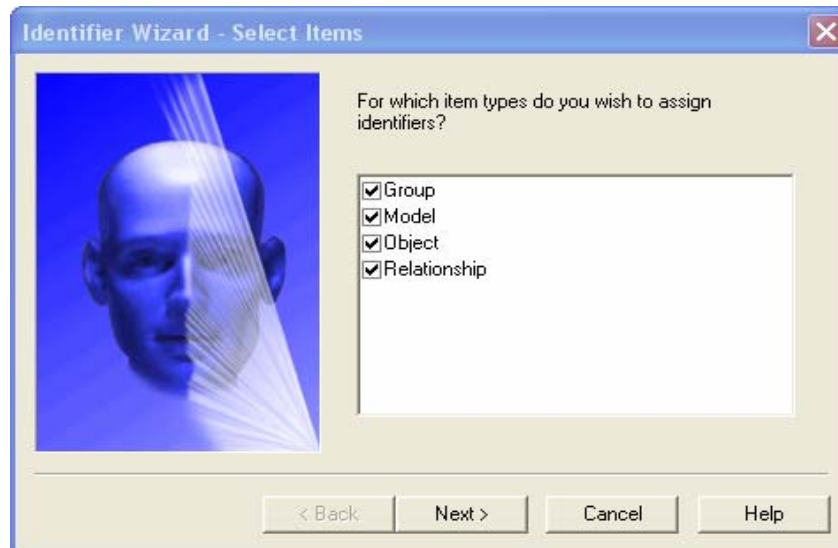 Identifier Wizard - Select Items
For which item types do you wish to assign
identifiers?
Group
Model
Object
Relationship
< Back
Next >
Cancel
Help